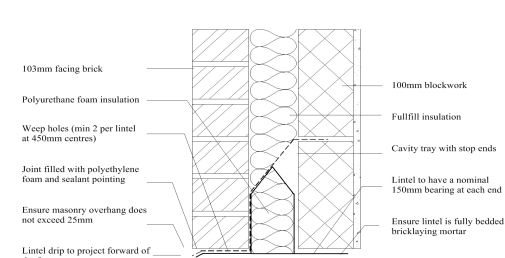 103mm facing brick
Polyurethane foam insulation
Weep holes (min 2 per lintel
at 450mm centres)
Joint filled with polyethylene
foam and sealant pointing
Ensure masonry overhang does
not exceed 25mm
Lintel drip to project forward of
100mm blockwork
Fullfill insulation
Cavity tray with stop ends
Lintel to have a nominal
150mm bearing at each end
Ensure lintel is fully bedded
bricklaying mortar